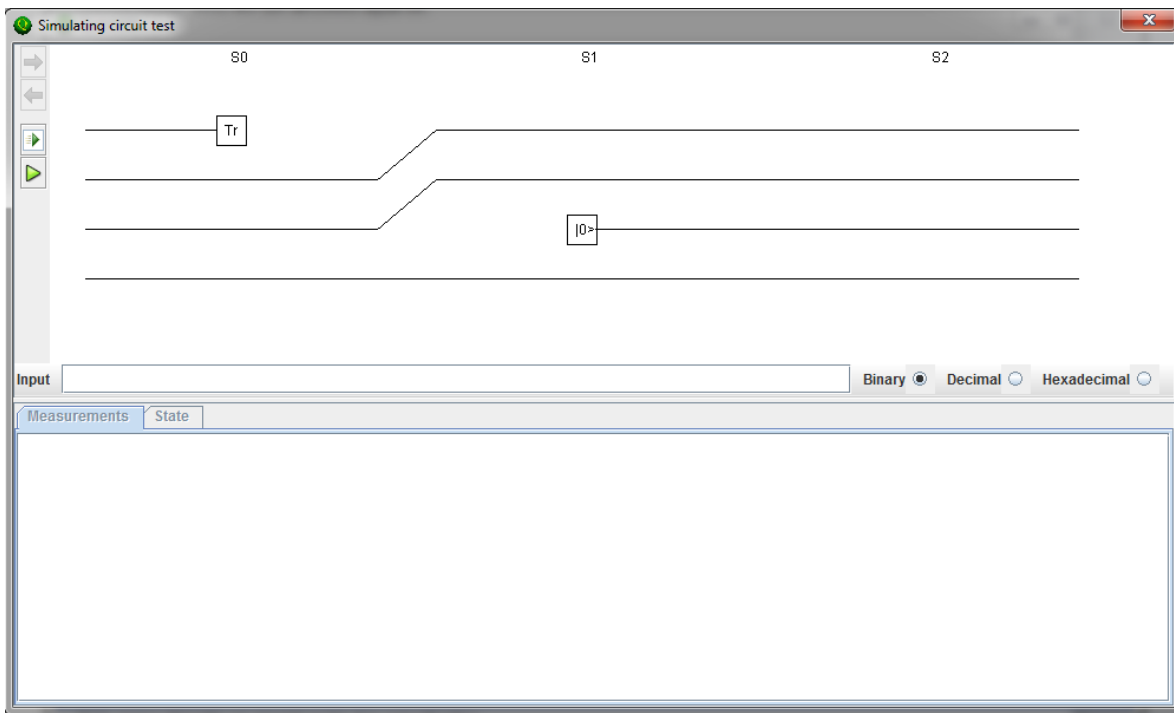 Simulating circuit test
S0 S1 S2
Tr
|0>
Input Binary Decimal Hexadecimal
Measurements State